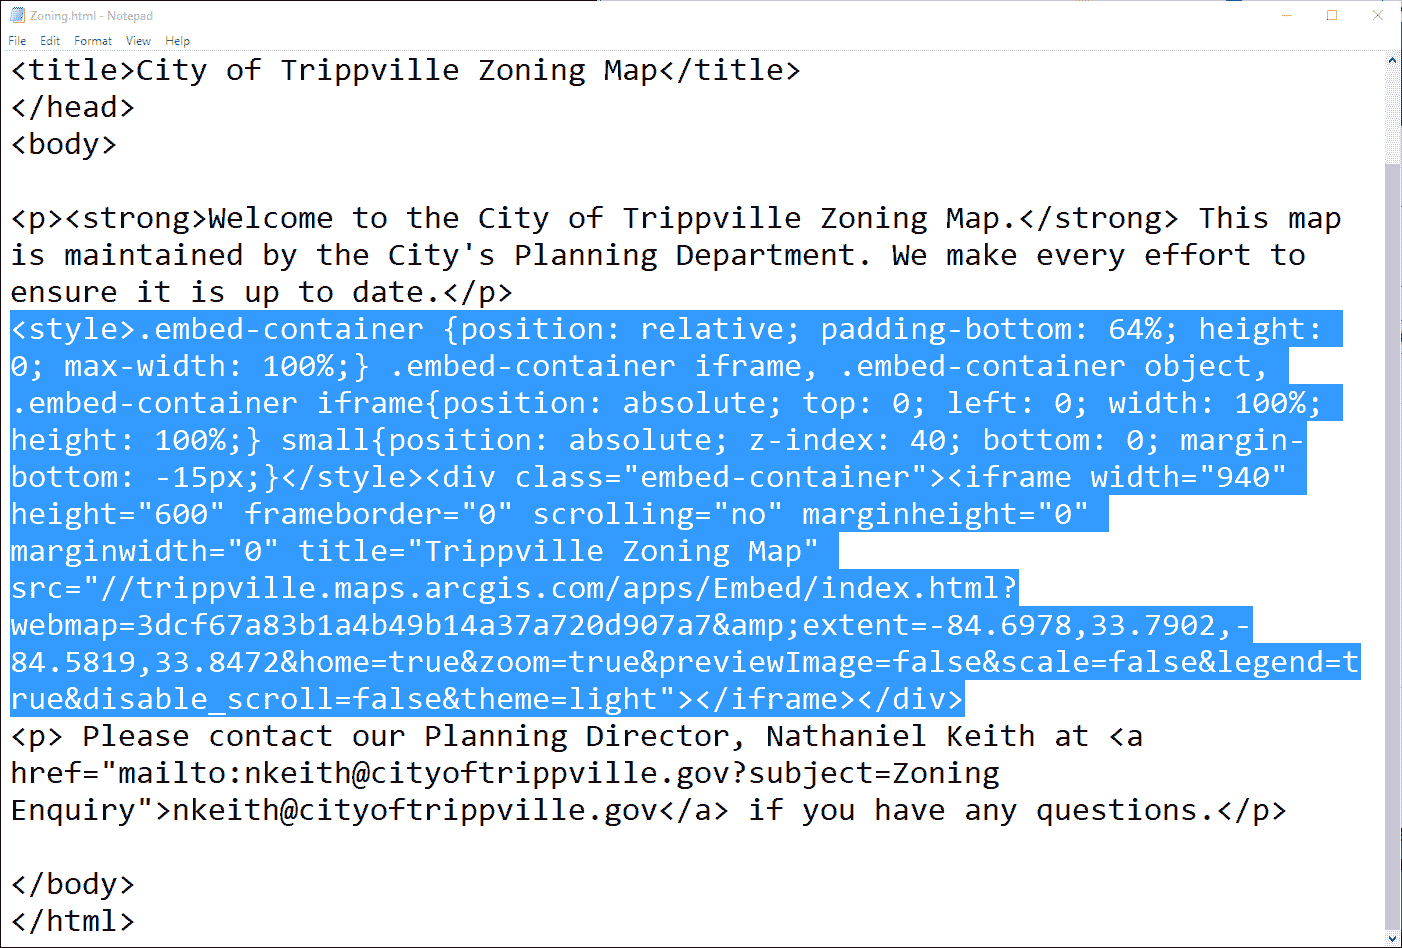 Zoning.html - Notepad
File Edit Format View Help
<title>City of Trippville Zoning Map</title>
</head>
<body>
<p><strong>Welcome to the City of Trippville Zoning Map.</strong> This map
is maintained by the City's Planning Department. We make every effort to
ensure it is up to date.</p>
<style>.embed-container {position: relative; padding-bottom: 64%; height:
0; max-width: 100%;} .embed-container iframe, .embed-container object,
.embed-container iframe{position: absolute; top: 0; left: 0; width: 100%;
height: 100%;} small{position: absolute; z-index: 40; bottom: 0; margin-
bottom: -15px;}</style><div class="embed-container"><iframe width="940"
height="600" frameborder="0" scrolling="no" marginheight="0"
marginwidth="0" title="Trippville Zoning Map"
src="//trippville.maps.arcgis.com/apps/Embed/index.html?
webmap=3dcf67a83b1a4b49b14a37a720d907a7&amp;extent=-84.6978,33.7902,-
84.5819,33.8472&home=true&zoom=true&previewImage=false&scale=false&legend=t
rue&disable_scroll=false&theme=light"></iframe></div>
<p> Please contact our Planning Director, Nathaniel Keith at <a
href="mailto:nkeith@cityoftrippville.gov?subject=Zoning
Enquiry">nkeith@cityoftrippville.gov</a> if you have any questions.</p>
</body>
</html>